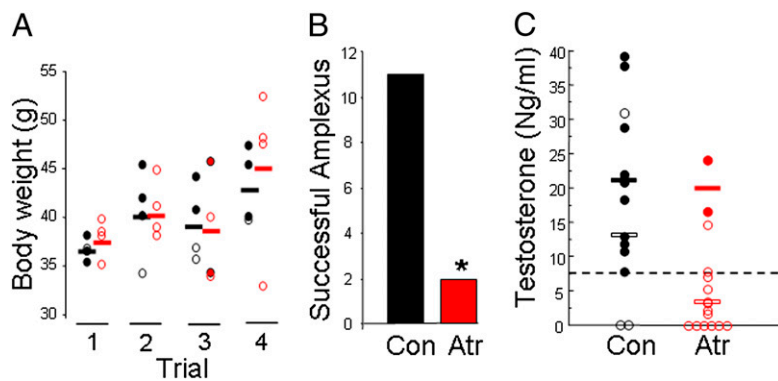 A
Body weight (g)
55
50
45
40
35
30
1 2 3 4
Trial
B
Successful Amplexus
12
10
8
6
4
2
0
*
Con Atr
C
Testosterone (Ng/ml)
40
35
30
25
20
15
10
5
0
Con Atr